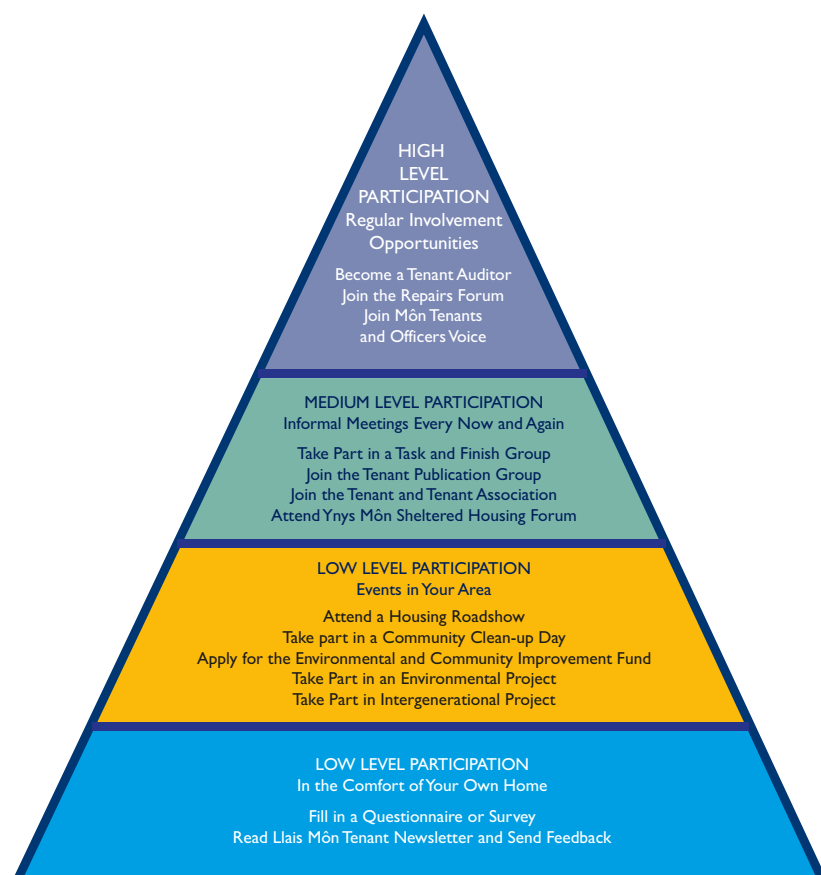 HIGH
LEVEL
PARTICIPATION
Regular Involvement
Opportunities
Become a Tenant Auditor
Join the Repairs Forum
Join Môn Tenants
and Officers Voice
MEDIUM LEVEL PARTICIPATION
Informal Meetings Every Now and Again
Take Part in a Task and Finish Group
Join the Tenant Publication Group
Join the Tenant and Tenant Association
Attend Ynys Môn Sheltered Housing Forum
LOW LEVEL PARTICIPATION
Events in Your Area
Attend a Housing Roadshow
Take part in a Community Clean-up Day
Apply for the Environmental and Community Improvement Fund
Take Part in an Environmental Project
Take Part in Intergenerational Project
LOW LEVEL PARTICIPATION
In the Comfort of Your Own Home
Fill in a Questionnaire or Survey
Read Llais Môn Tenant Newsletter and Send Feedback